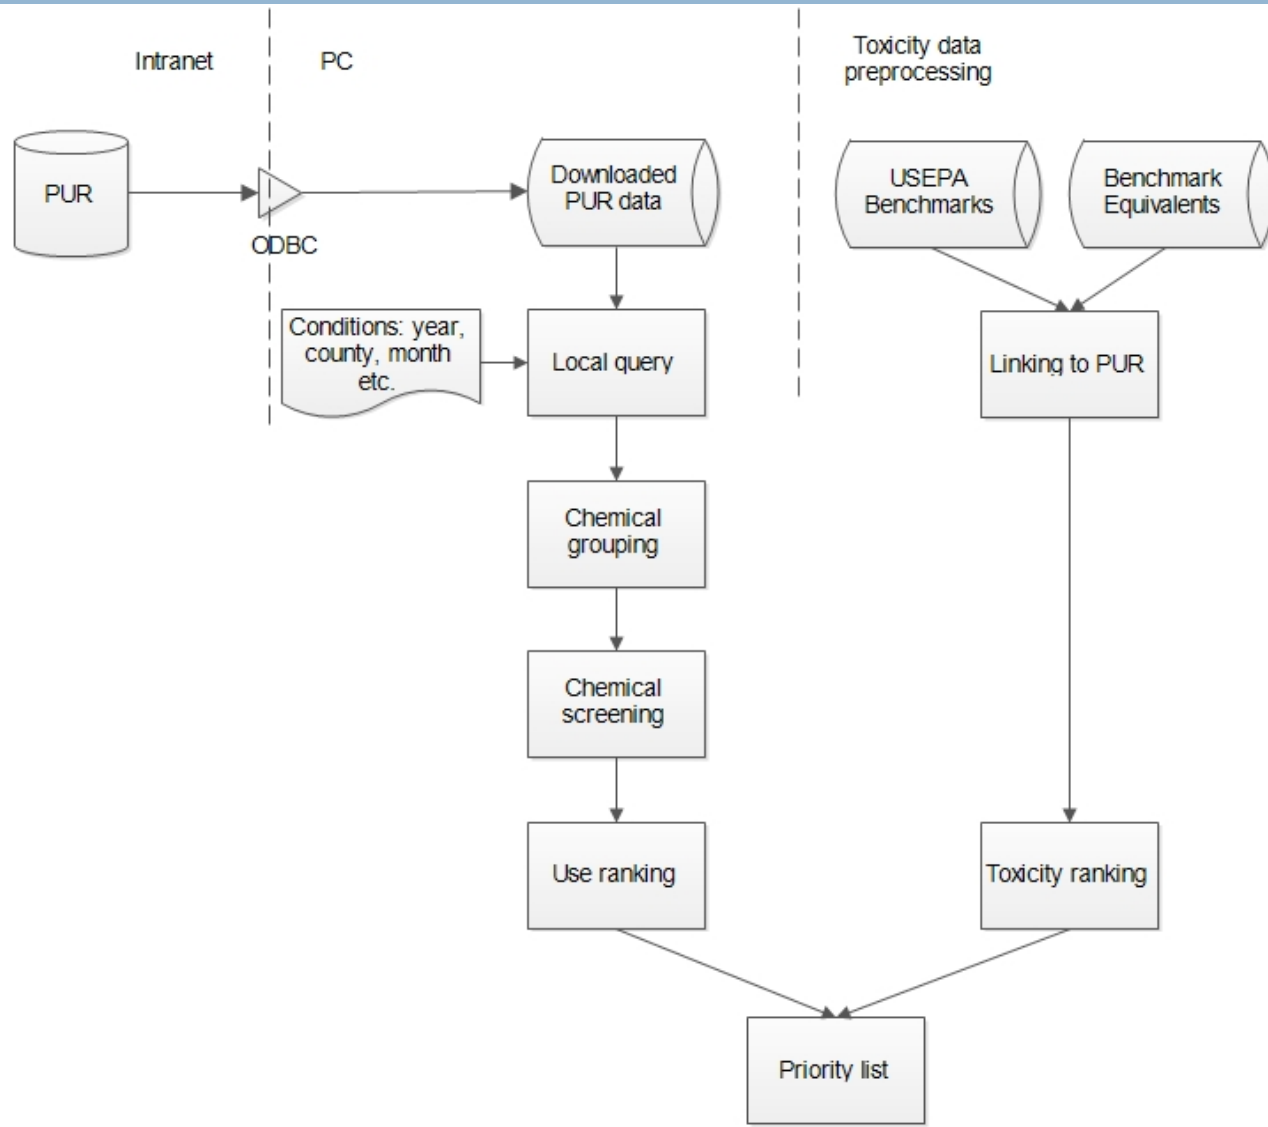 Intranet
PC
Toxicity data
preprocessing
PUR
ODBC
Downloaded
PUR data
USEPA
Benchmarks
Benchmark
Equivalents
Conditions: year,
county, month
etc.
Local query
Linking to PUR
Chemical
grouping
Chemical
screening
Use ranking
Toxicity ranking
Priority list